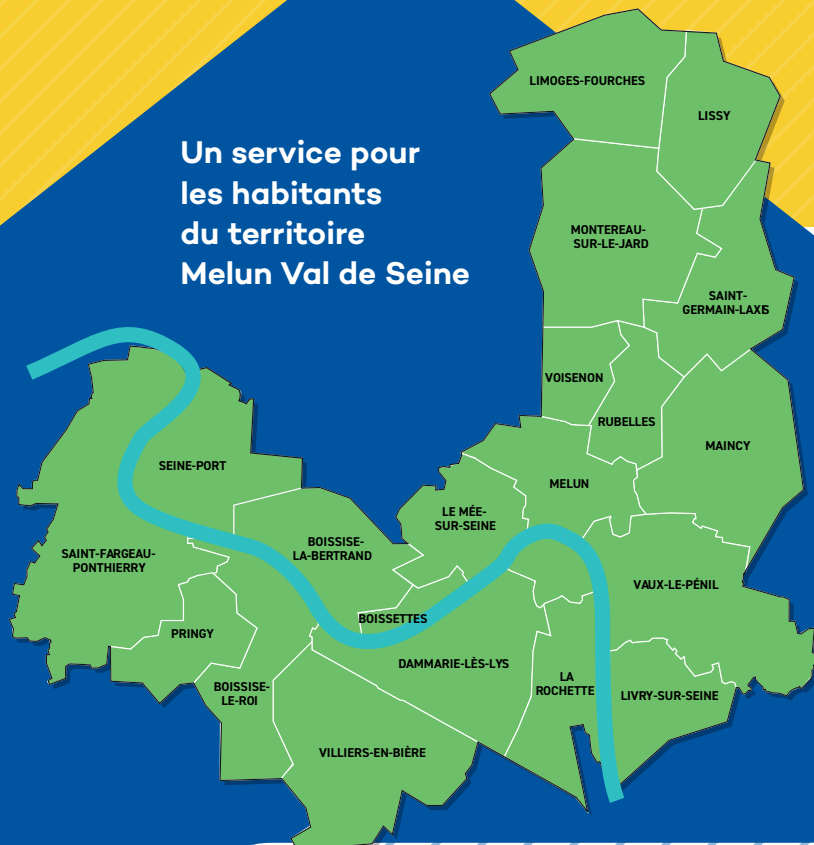 Un service pour
les habitants
du territoire
Melun Val de Seine
LIMOGES-FOURCHES
LISSY
MONTEREAU-
SUR-LE-JARD
SAINT-
GERMAIN-LAXIS
VOISENON
RUBELLES
MAINCY
SEINE-PORT
MELUN
LE MÉE-
SUR-SEINE
BOISSISE-
LA-BERTRAND
SAINT-FARGEAU-
PONTHIERRY
VAUX-LE-PÉNIL
BOISSETTES
PRINGY
DAMMARIE-LÈS-LYS
LA
ROCHETTE
BOISSISE-
LE-ROI
LIVRY-SUR-SEINE
VILLIERS-EN-BIÈRE